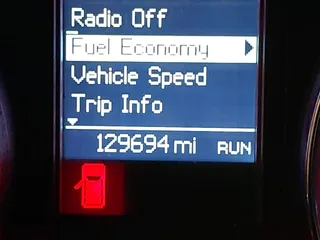 Radio Off
Fuel Economy
Vehicle Speed
Trip Info
129694 mi RUN